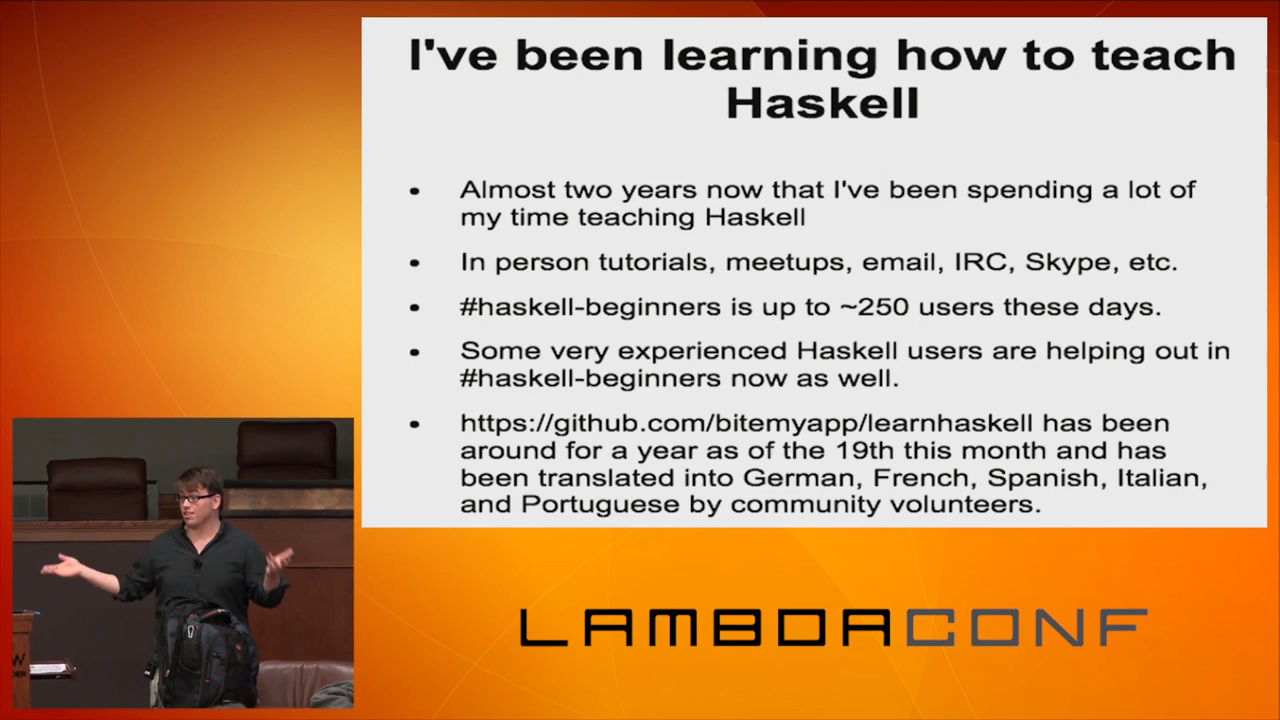 I've been learning how to teach
Haskell
• Almost two years now that I've been spending a lot of
my time teaching Haskell
• In person tutorials, meetups, email, IRC, Skype, etc.
• #haskell-beginners is up to ~250 users these days.
• Some very experienced Haskell users are helping out in
#haskell-beginners now as well.
• https://github.com/bitemyapp/learnhaskell has been
around for a year as of the 19th this month and has
been translated into German, French, Spanish, Italian,
and Portuguese by community volunteers.
LAMBDACONF